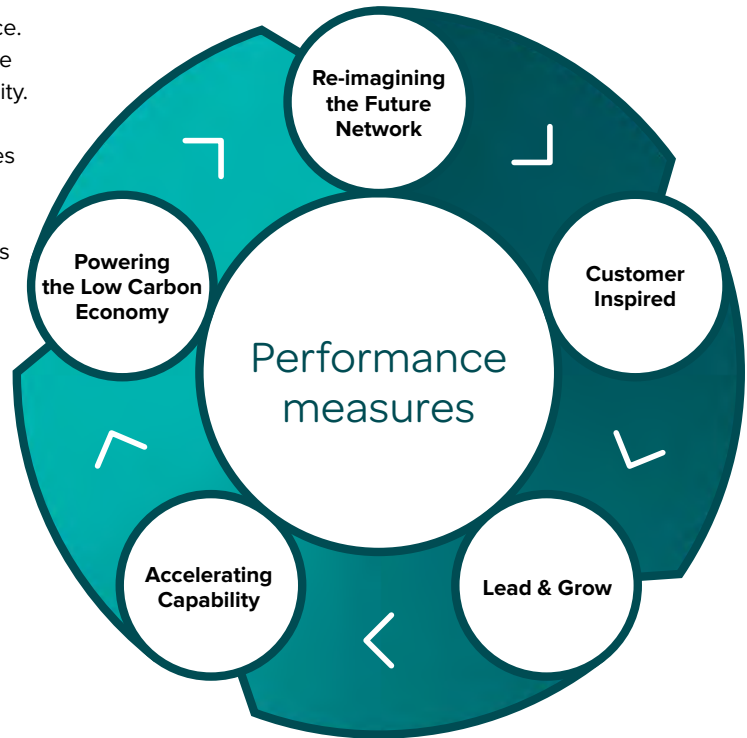 ce.
e
ity.
es
s
Re-imagining
the Future
Network
Customer
Inspired
Lead & Grow
Accelerating
Capability
Powering
the Low Carbon
Economy
Performance
measures